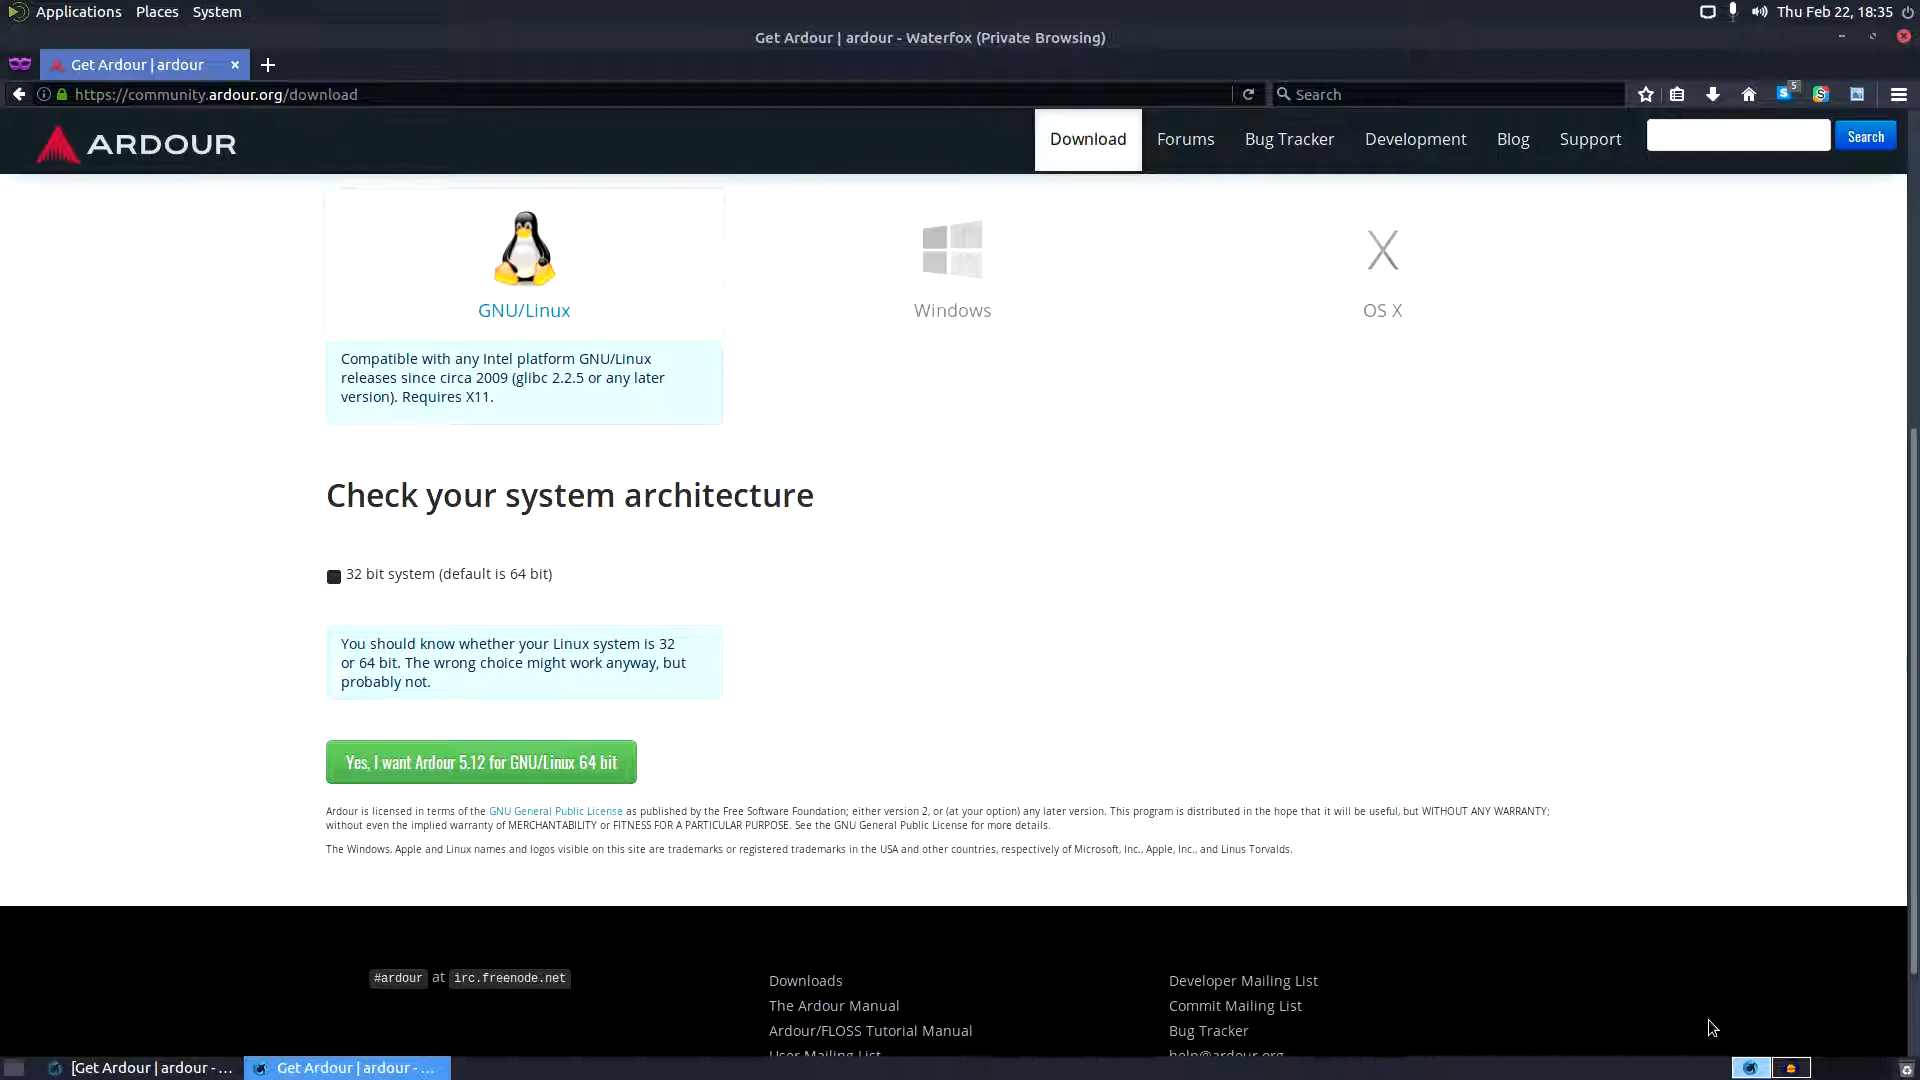 Applications Places System
Thu Feb 22, 18:35
Get Ardour | ardour - Waterfox (Private Browsing)
Get Ardour | ardour
https://community.ardour.org/download
Search
5
ARDOUR
Download Forums Bug Tracker Development Blog Support
Search
GNU/Linux
Windows
OS X
Compatible with any Intel platform GNU/Linux
releases since circa 2009 (glibc 2.2.5 or any later
version). Requires X11.
Check your system architecture
32 bit system (default is 64 bit)
You should know whether your Linux system is 32
or 64 bit. The wrong choice might work anyway, but
probably not.
Yes, I want Ardour 5.12 for GNU/Linux 64 bit
Ardour is licensed in terms of the GNU General Public License as published by the Free Software Foundation; either version 2, or (at your option) any later version. This program is distributed in the hope that it will be useful, but WITHOUT ANY WARRANTY;
without even the implied warranty of MERCHANTABILITY or FITNESS FOR A PARTICULAR PURPOSE. See the GNU General Public License for more details.
The Windows, Apple and Linux names and logos visible on this site are trademarks or registered trademarks in the USA and other countries, respectively of Microsoft, Inc., Apple, Inc., and Linus Torvalds.
#ardour at irc.freenode.net
Downloads
The Ardour Manual
Ardour/FLOSS Tutorial Manual
User Mailing List
Developer Mailing List
Commit Mailing List
Bug Tracker
help@ardour.org
[Get Ardour | ardour - ...
Get Ardour | ardour - ...